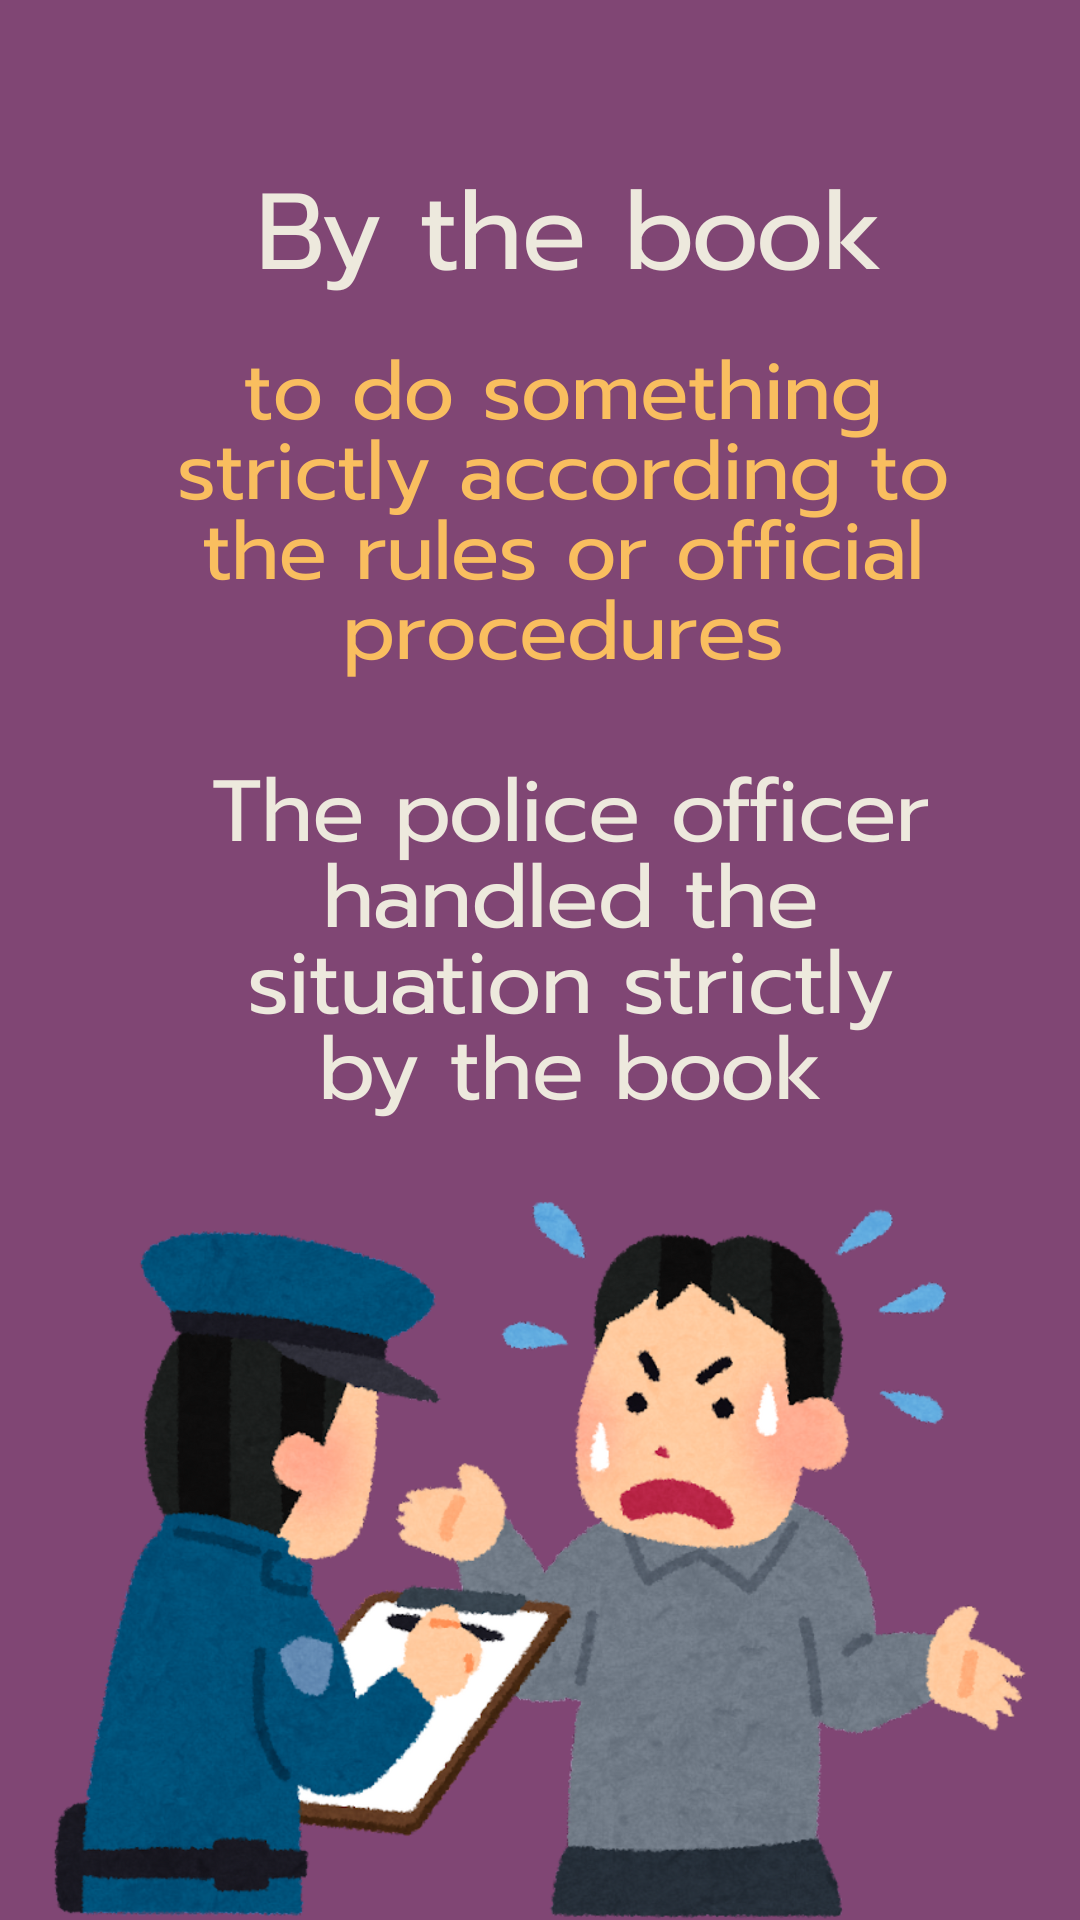 By the book
to do something
strictly according to
the rules or official
procedures
The police officer
handled the
situation strictly
by the book